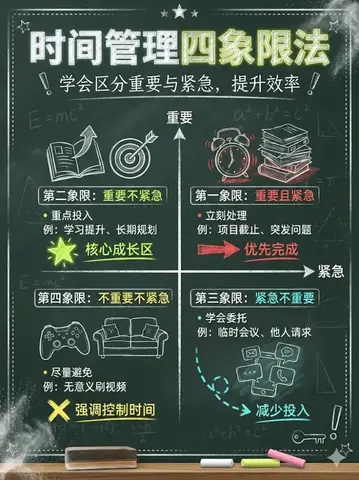 时间管理四象限法
学会区分重要与紧急，提升效率
E=mc²
a²+b²=c²
重要
第二象限：重要不紧急
• 重点投入
例：学习提升、长期规划
核心成长区
第一象限：重要且紧急
• 立刻处理
例：项目截止、突发问题
优先完成
紧急
第四象限：不重要不紧急
• 尽量避免
例：无意义刷视频
强调控制时间
第三象限：紧急不重要
• 学会委托
例：临时会议、他人请求
减少投入